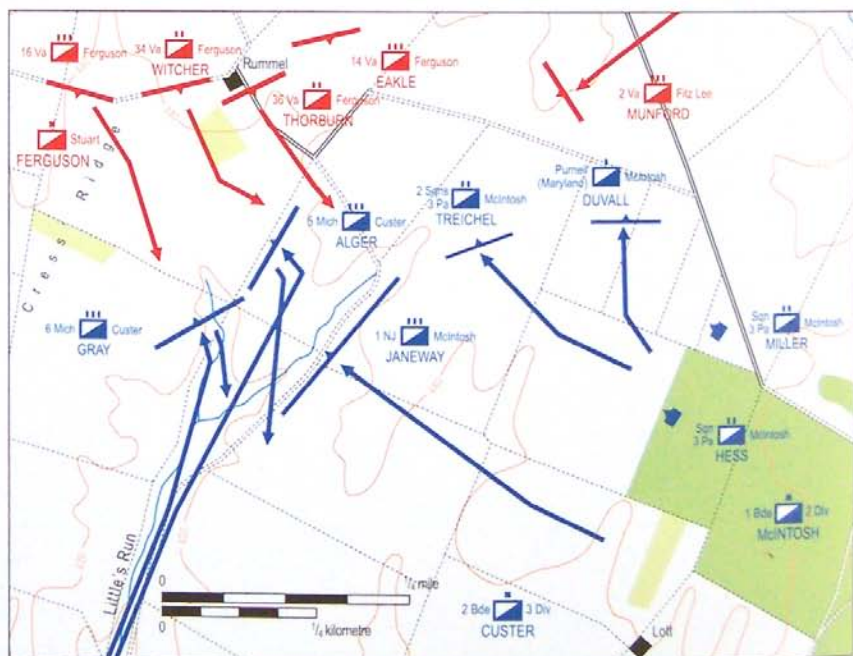 16 Va Ferguson
34 Va Ferguson
WITCHER
Rummel
14 Va Ferguson
EAKLE
36 Va Ferguson
THORBURN
2 Va Fitz Lee
MUNFORD
Stuart
FERGUSON
Cress Ridge
5 Mich Custer
ALGER
2 Sqns
3 Pa McIntosh
TREICHEL
Purnell
(Maryland) McIntosh
DUVALL
6 Mich Custer
GRAY
1 NJ McIntosh
JANEWAY
Sqn
3 Pa McIntosh
MILLER
Sqn
3 Pa McIntosh
HESS
1 Bde 2 Div
McINTOSH
Little's Run
0
1/4 mile
0
1/4 kilometre
2 Bde 3 Div
CUSTER
Lott